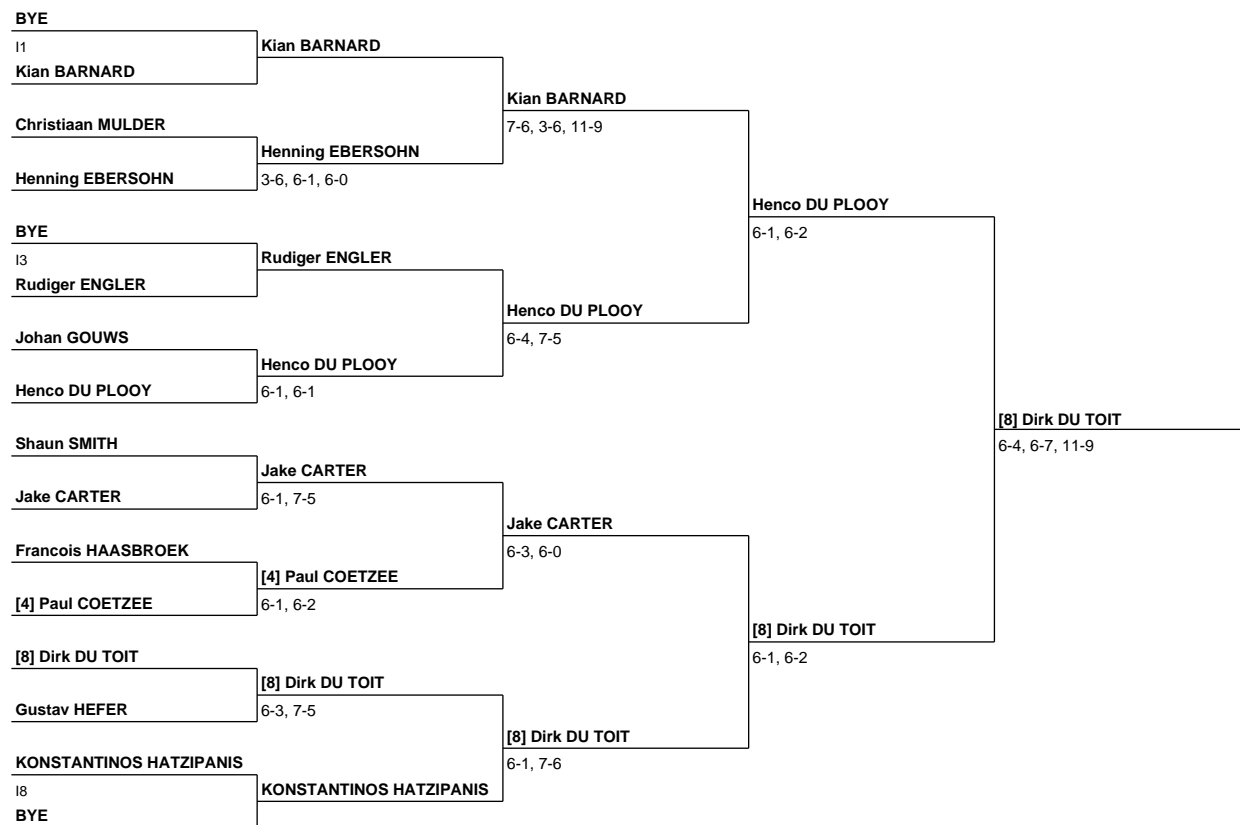 BYE
I1
Kian BARNARD
Kian BARNARD
Kian BARNARD
7-6, 3-6, 11-9
Christiaan MULDER
Henning EBERSOHN
Henning EBERSOHN
3-6, 6-1, 6-0
Henco DU PLOOY
6-1, 6-2
BYE
I3
Rudiger ENGLER
Rudiger ENGLER
Henco DU PLOOY
6-4, 7-5
Johan GOUWS
Henco DU PLOOY
Henco DU PLOOY
6-1, 6-1
[8] Dirk DU TOIT
6-4, 6-7, 11-9
Shaun SMITH
Jake CARTER
Jake CARTER
6-1, 7-5
Jake CARTER
6-3, 6-0
Francois HAASBROEK
[4] Paul COETZEE
[4] Paul COETZEE
6-1, 6-2
[8] Dirk DU TOIT
6-1, 6-2
[8] Dirk DU TOIT
[8] Dirk DU TOIT
Gustav HEFER
6-3, 7-5
[8] Dirk DU TOIT
6-1, 7-6
KONSTANTINOS HATZIPANIS
I8
KONSTANTINOS HATZIPANIS
BYE